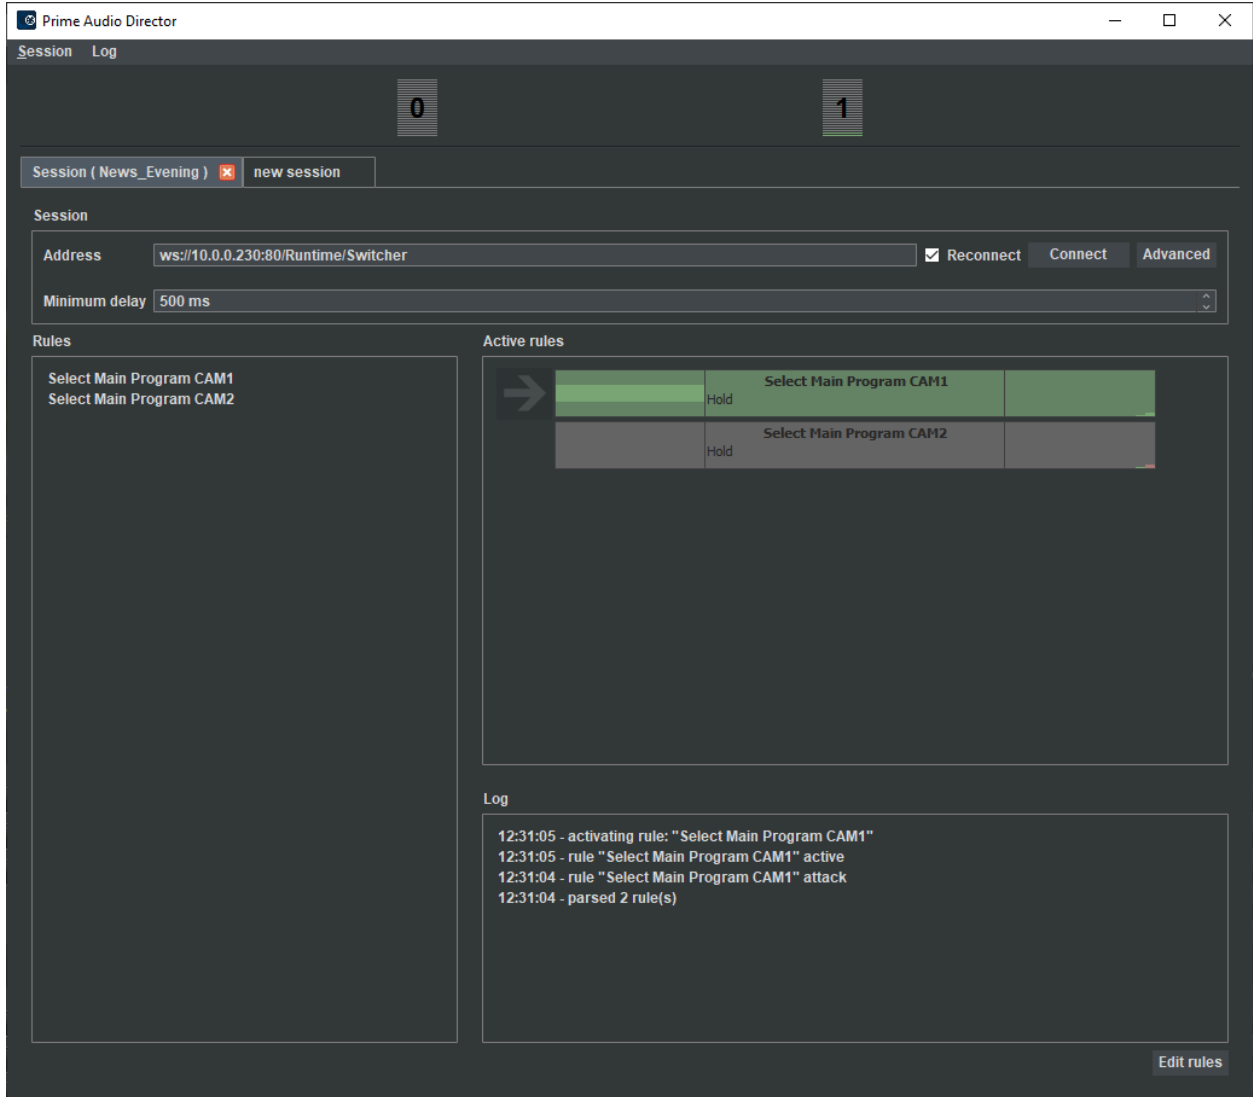 Prime Audio Director
Session Log
0 1
Session ( News_Evening ) new session
Session
Address ws://10.0.0.230:80/Runtime/Switcher Reconnect Connect Advanced
Minimum delay 500 ms
Rules
Select Main Program CAM1
Select Main Program CAM2
Active rules
Select Main Program CAM1
Hold
Select Main Program CAM2
Hold
Log
12:31:05 - activating rule: "Select Main Program CAM1"
12:31:05 - rule "Select Main Program CAM1" active
12:31:04 - rule "Select Main Program CAM1" attack
12:31:04 - parsed 2 rule(s)
Edit rules